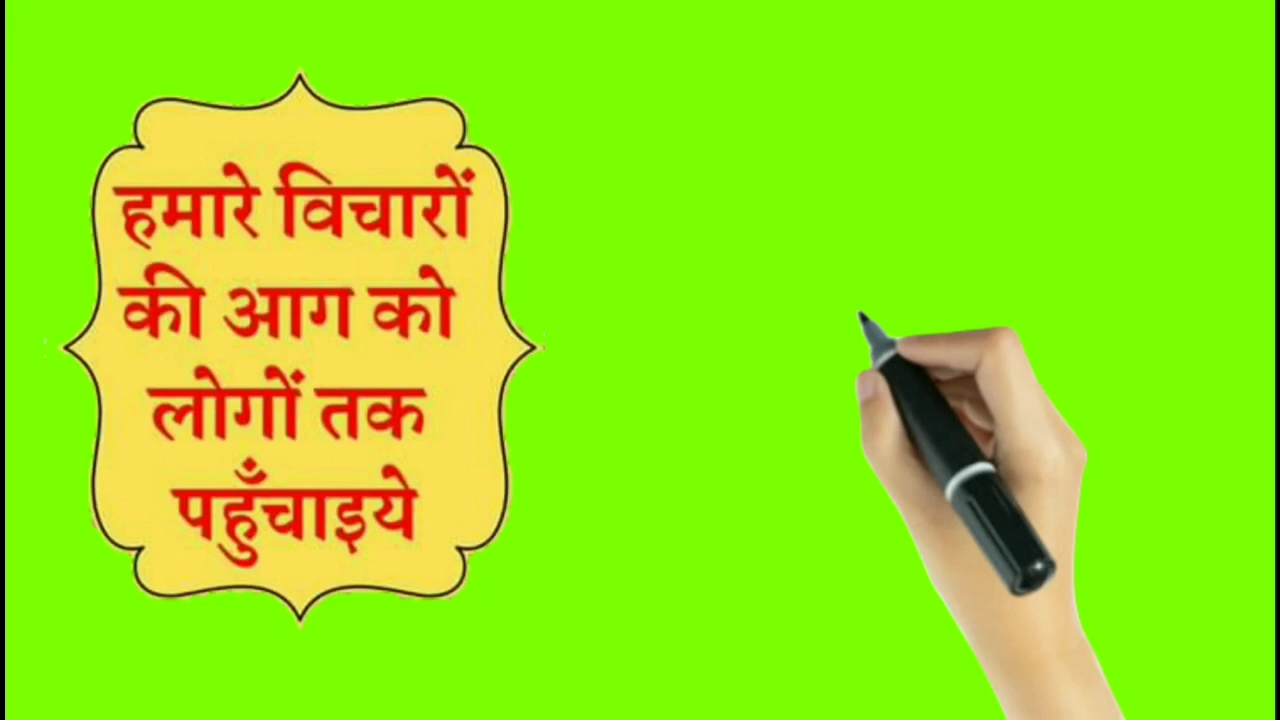 हमारे विचारों
की आग को
लोगों तक
पहुँचाइये